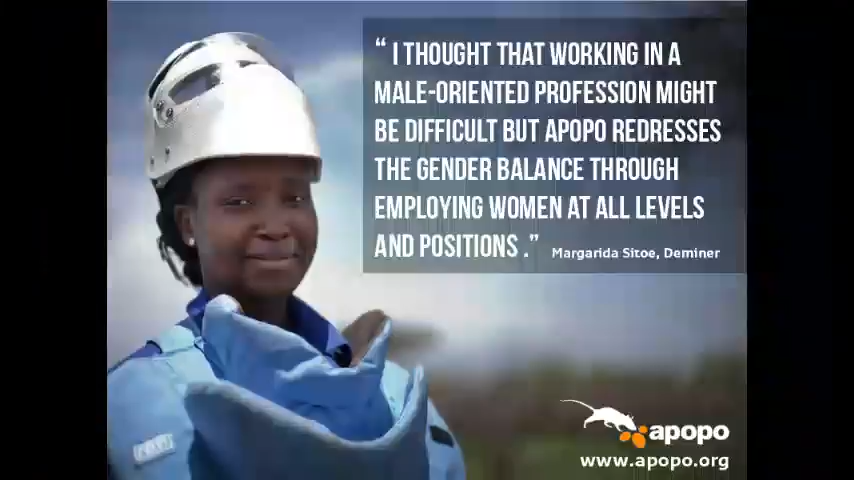 “ I THOUGHT THAT WORKING IN A
MALE-ORIENTED PROFESSION MIGHT
BE DIFFICULT BUT APOPO REDRESSES
THE GENDER BALANCE THROUGH
EMPLOYING WOMEN AT ALL LEVELS
AND POSITIONS .” Margarida Sitoe, Deminer
apopo
www.apopo.org